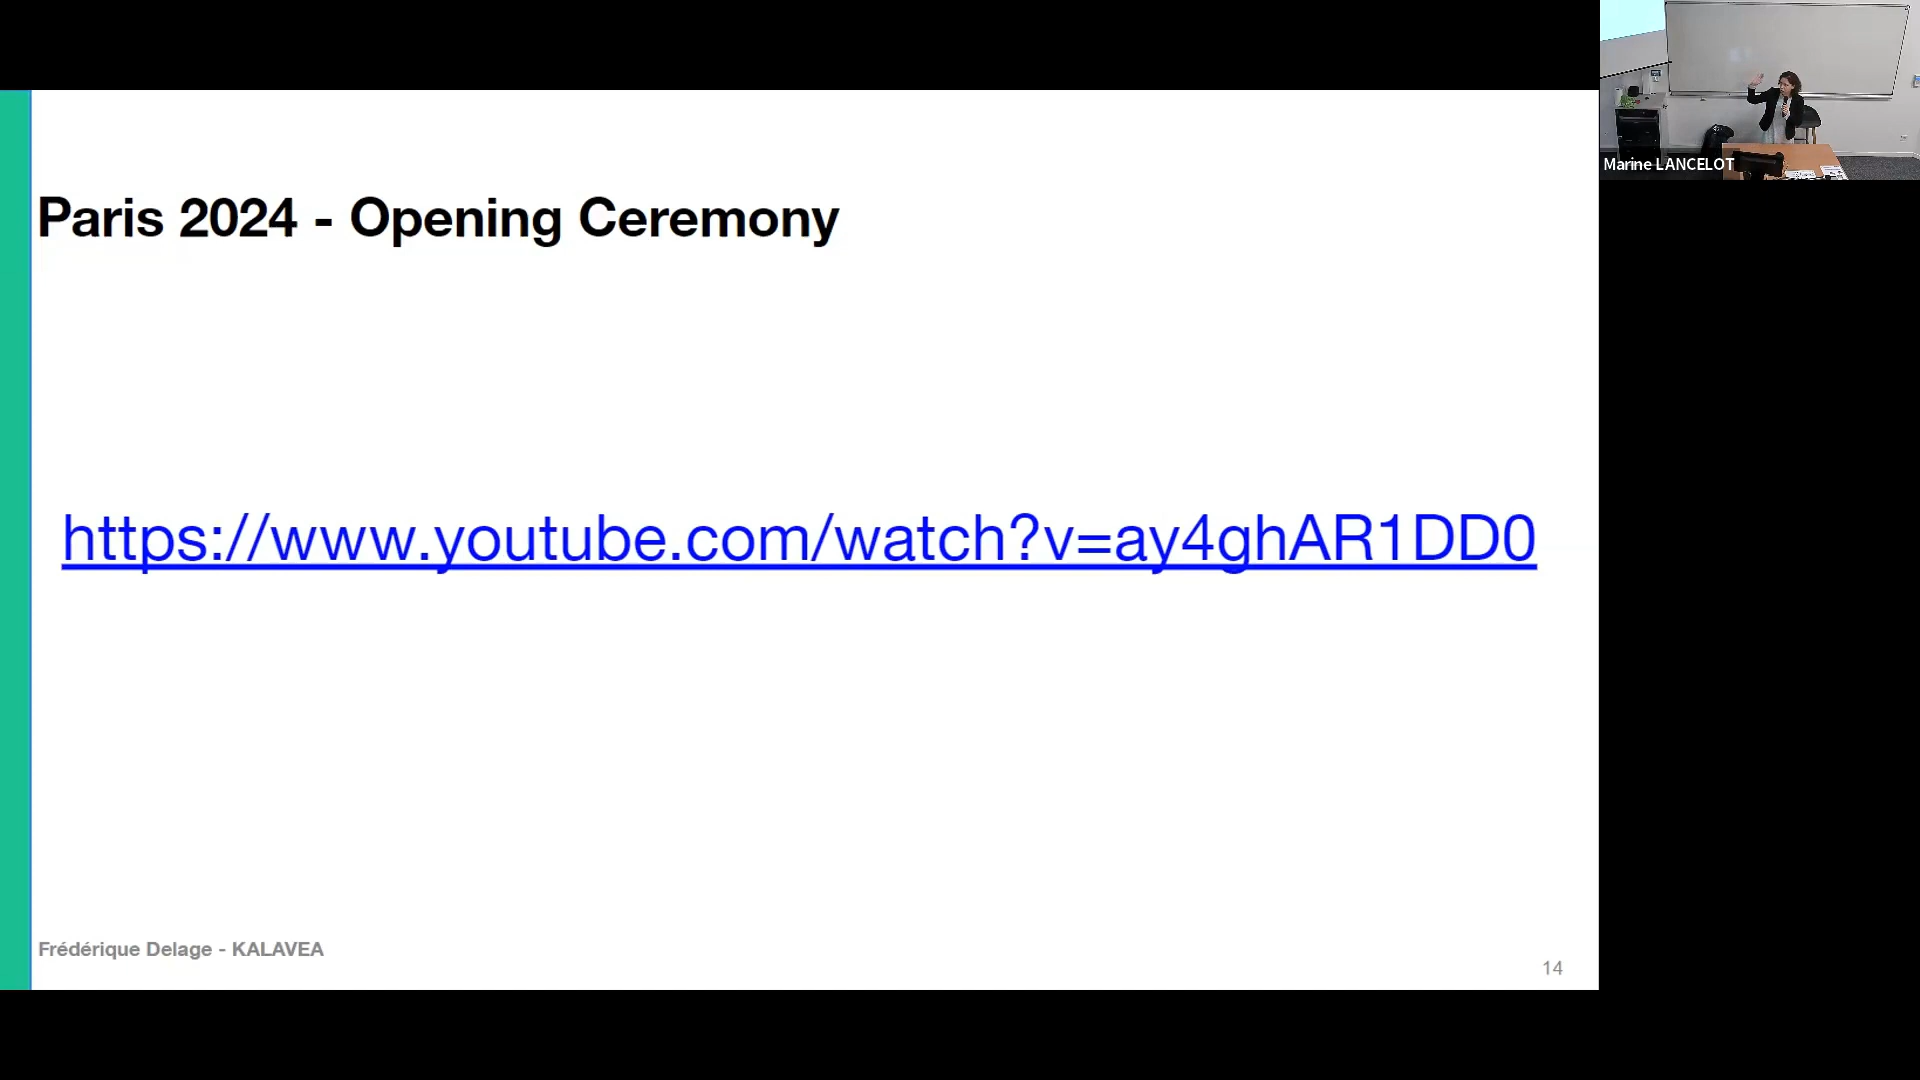 Paris 2024 - Opening Ceremony
https://www.youtube.com/watch?v=ay4ghAR1DD0
Frédérique Delage - KALAVEA
14
Marine LANCELOT